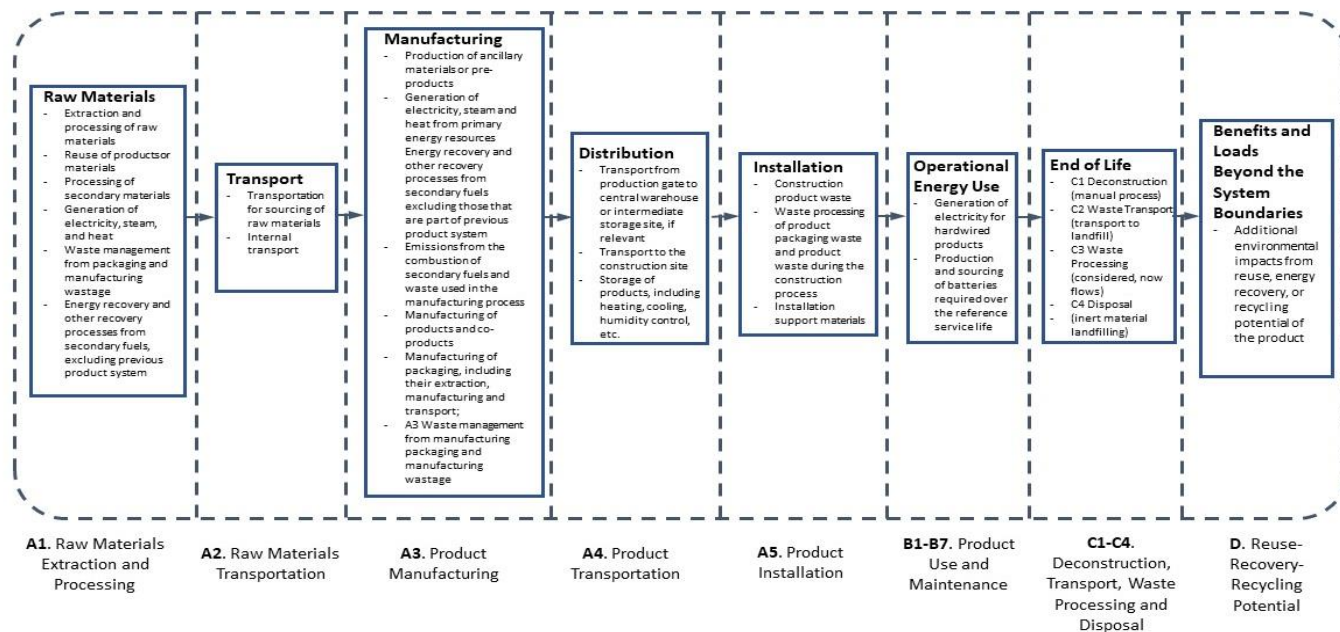 Raw Materials
- Extraction and
processing of raw
materials
- Reuse of productsor
materials
- Processing of
secondary materials
- Generation of
electricity, steam,
and heat
- Waste management
from packaging and
manufacturing
wastage
- Energy recovery and
other recovery
processes from
secondary fuels,
excluding previous
product system
Transport
- Transportation
for sourcing of
raw materials
- Internal
transport
Manufacturing
- Production of ancillary
materials or pre-
products
- Generation of
electricity, steam and
heat from primary
energy resources
Energy recovery and
other recovery
processes from
secondary fuels
excluding those that
are part of previous
product system
- Emissions from the
combustion of
secondary fuels and
waste used in the
manufacturing process
- Manufacturing of
products and co-
products
- Manufacturing of
packaging, including
their extraction,
manufacturing and
transport;
- A3 Waste management
from manufacturing
packaging and
manufacturing
wastage
Distribution
- Transport from
production gate to
central warehouse
or intermediate
storage site, if
relevant
- Transport to the
construction site
- Storage of
products, including
heating, cooling,
humidity control,
etc.
Installation
- Construction
product waste
- Waste processing
of product
packaging waste
and product
waste during the
construction
process
- Installation
support materials
Operational
Energy Use
- Generation of
electricity for
hardwired
products
- Production
and sourcing
of batteries
required over
the reference
service life
End of Life
- C1 Deconstruction
(manual process)
- C2 Waste Transport
(transport to
landfill)
- C3 Waste
Processing
(considered, now
flows)
- C4 Disposal
- (inert material
landfilling)
Benefits and
Loads
Beyond the
System
Boundaries
- Additional
environmental
impacts from
reuse, energy
recovery, or
recycling
potential of
the product
A1. Raw Materials
Extraction and
Processing
A2. Raw Materials
Transportation
A3. Product
Manufacturing
A4. Product
Transportation
A5. Product
Installation
B1-B7. Product
Use and
Maintenance
C1-C4.
Deconstruction,
Transport, Waste
Processing and
Disposal
D. Reuse-
Recovery-
Recycling
Potential